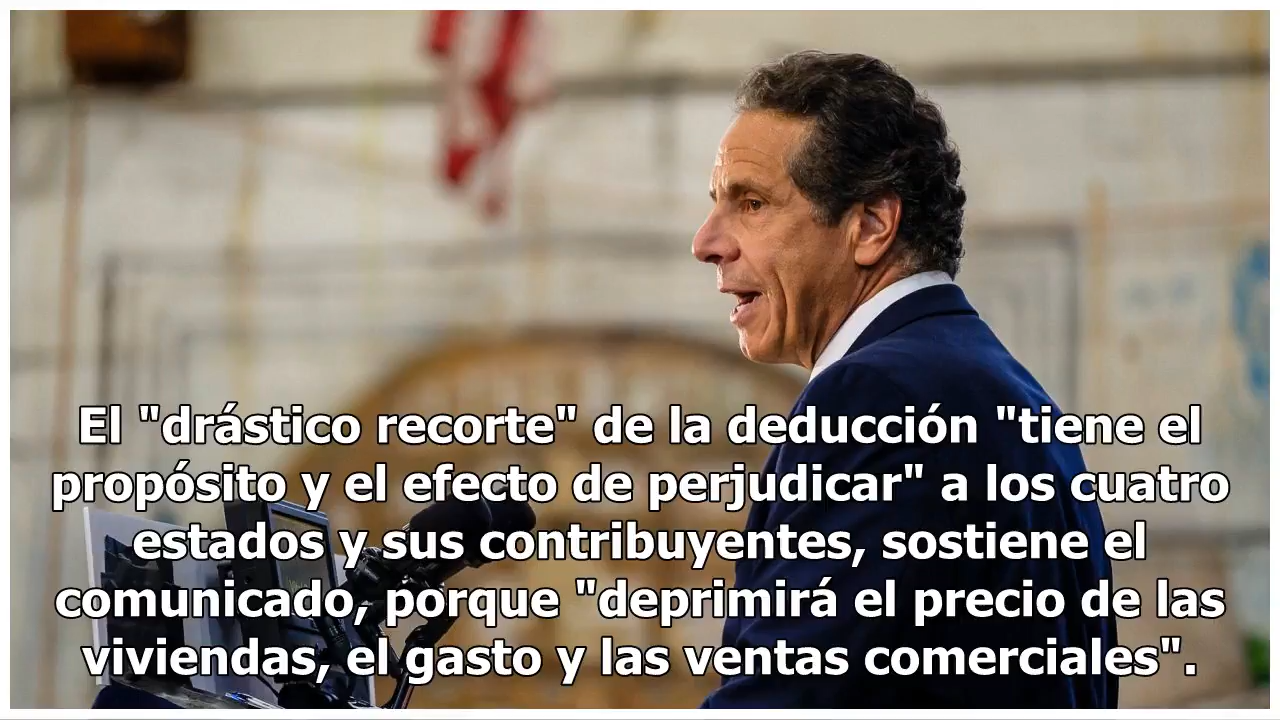 El "drástico recorte" de la deducción "tiene el
propósito y el efecto de perjudicar" a los cuatro
estados y sus contribuyentes, sostiene el
comunicado, porque "deprimirá el precio de las
viviendas, el gasto y las ventas comerciales".